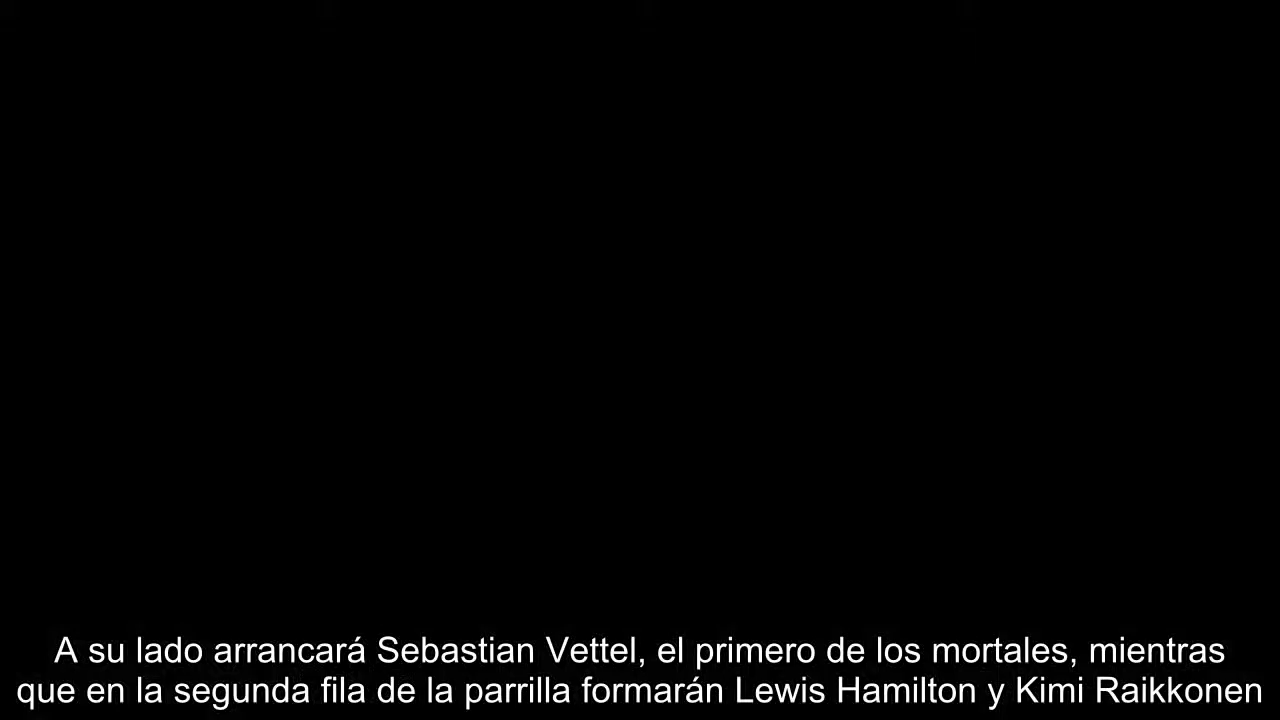 A su lado arrancará Sebastian Vettel, el primero de los mortales, mientras
que en la segunda fila de la parrilla formarán Lewis Hamilton y Kimi Raikkonen